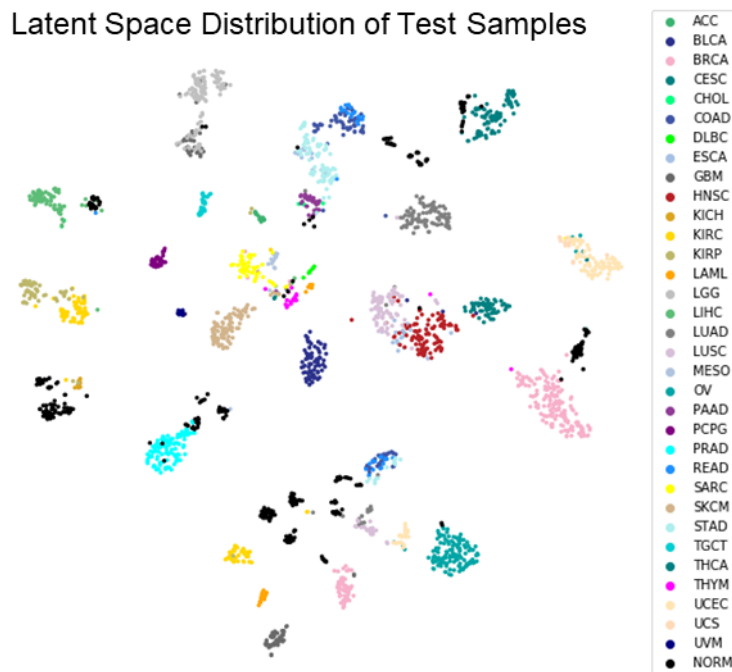 Latent Space Distribution of Test Samples
ACC
BLCA
BRCA
CESC
CHOL
COAD
DLBC
ESCA
GBM
HNSC
KICH
KIRC
KIRP
LAML
LGG
LIHC
LUAD
LUSC
MESO
OV
PAAD
PCPG
PRAD
READ
SARC
SKCM
STAD
TGCT
THCA
THYM
UCEC
UCS
UVM
NORM